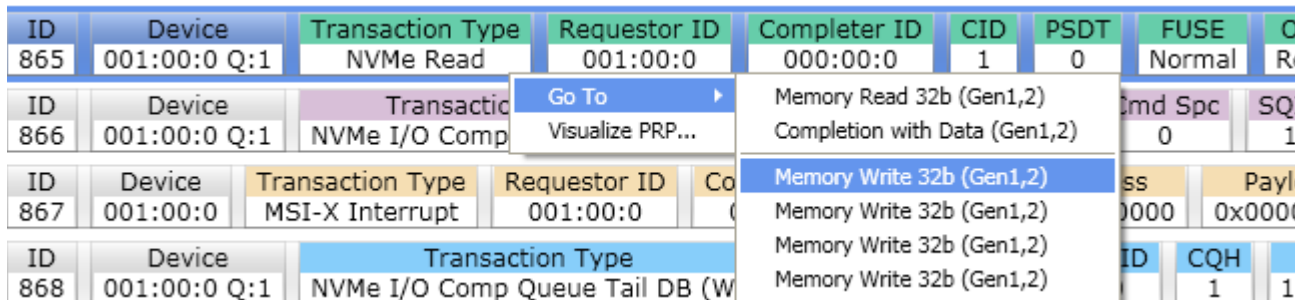 ID Device Transaction Type Requestor ID Completer ID CID PSDT FUSE
865 001:00:0 Q:1 NVMe Read 001:00:0 000:00:0 1 0 Normal
ID Device Go To Memory Read 32b (Gen1,2) Cmd Spc SQ
866 001:00:0 Q:1 NVMe I/O Comp Visualize PRP... Completion with Data (Gen1,2) 0 1
ID Device Transaction Type Requestor ID Co Memory Write 32b (Gen1,2)
867 001:00:0 MSI-X Interrupt 001:00:0 Memory Write 32b (Gen1,2)
ID Device Transaction Type Memory Write 32b (Gen1,2) ID CQH
868 001:00:0 Q:1 NVMe I/O Comp Queue Tail DB (W Memory Write 32b (Gen1,2) 1 1